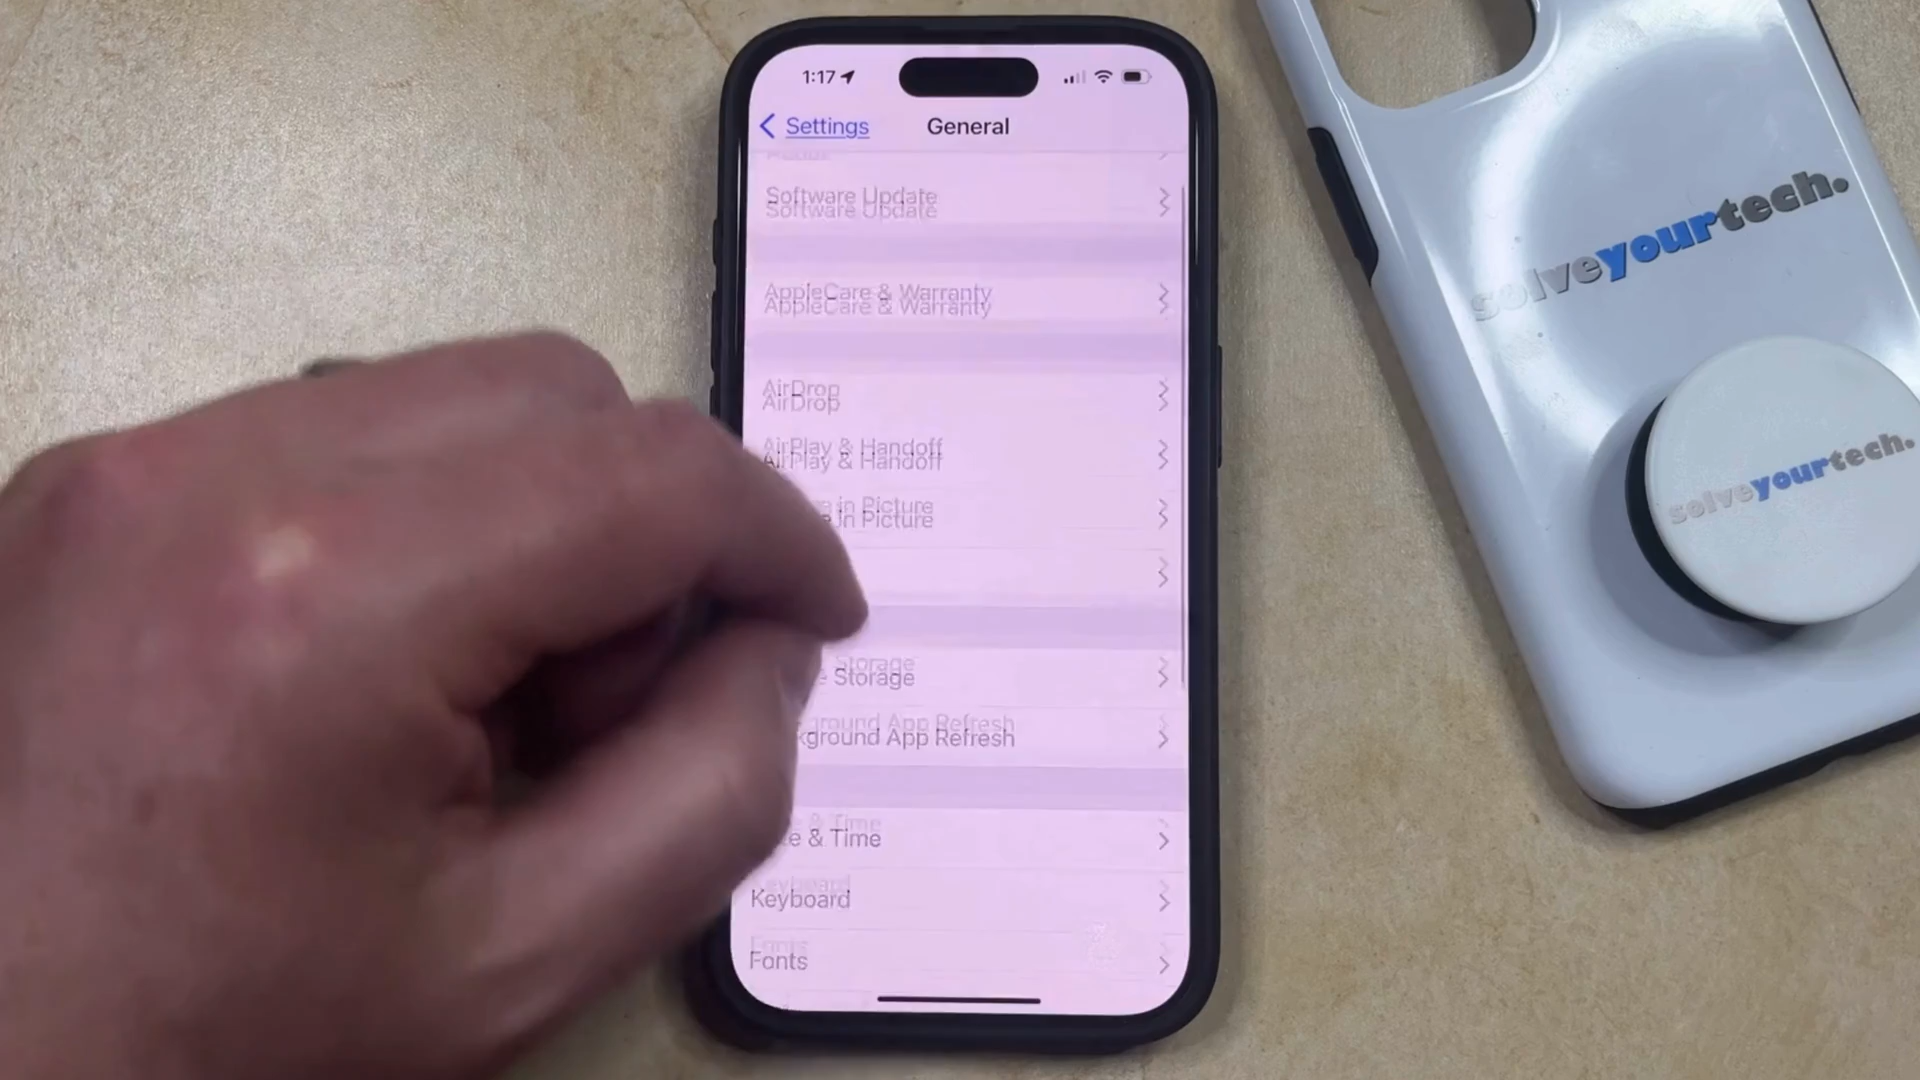 1:17
Settings
General
Software Update
AppleCare & Warranty
AirDrop
AirPlay & Handoff
in Picture
Storage
ground App Refresh
& Time
Keyboard
Fonts
solveyourtech.
solveyourtech.